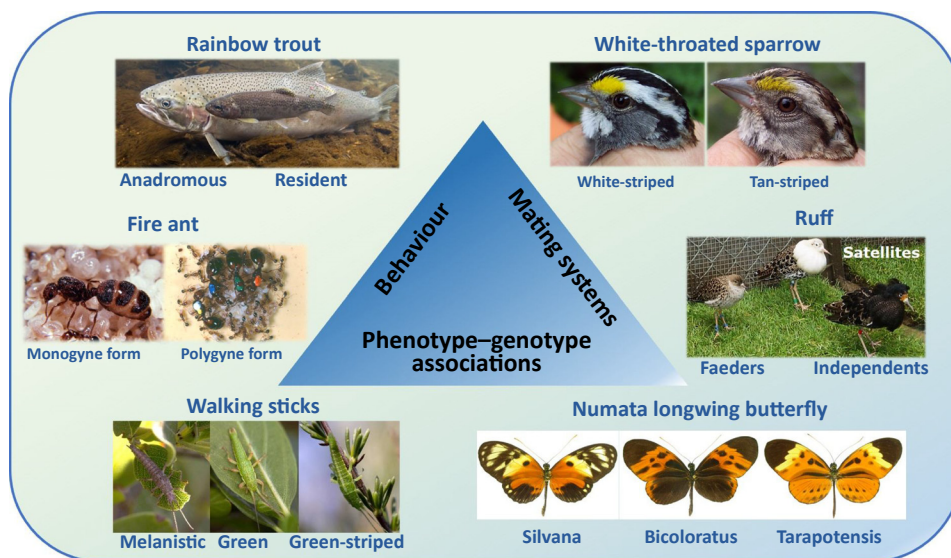 Rainbow trout
Anadromous Resident
White-throated sparrow
White-striped Tan-striped
Fire ant
Monogyne form Polygyne form
Behaviour
Mating systems
Phenotype–genotype
associations
Ruff
Satellites
Faeders Independents
Walking sticks
Melanistic Green Green-striped
Numata longwing butterfly
Silvana Bicoloratus Tarapotensis